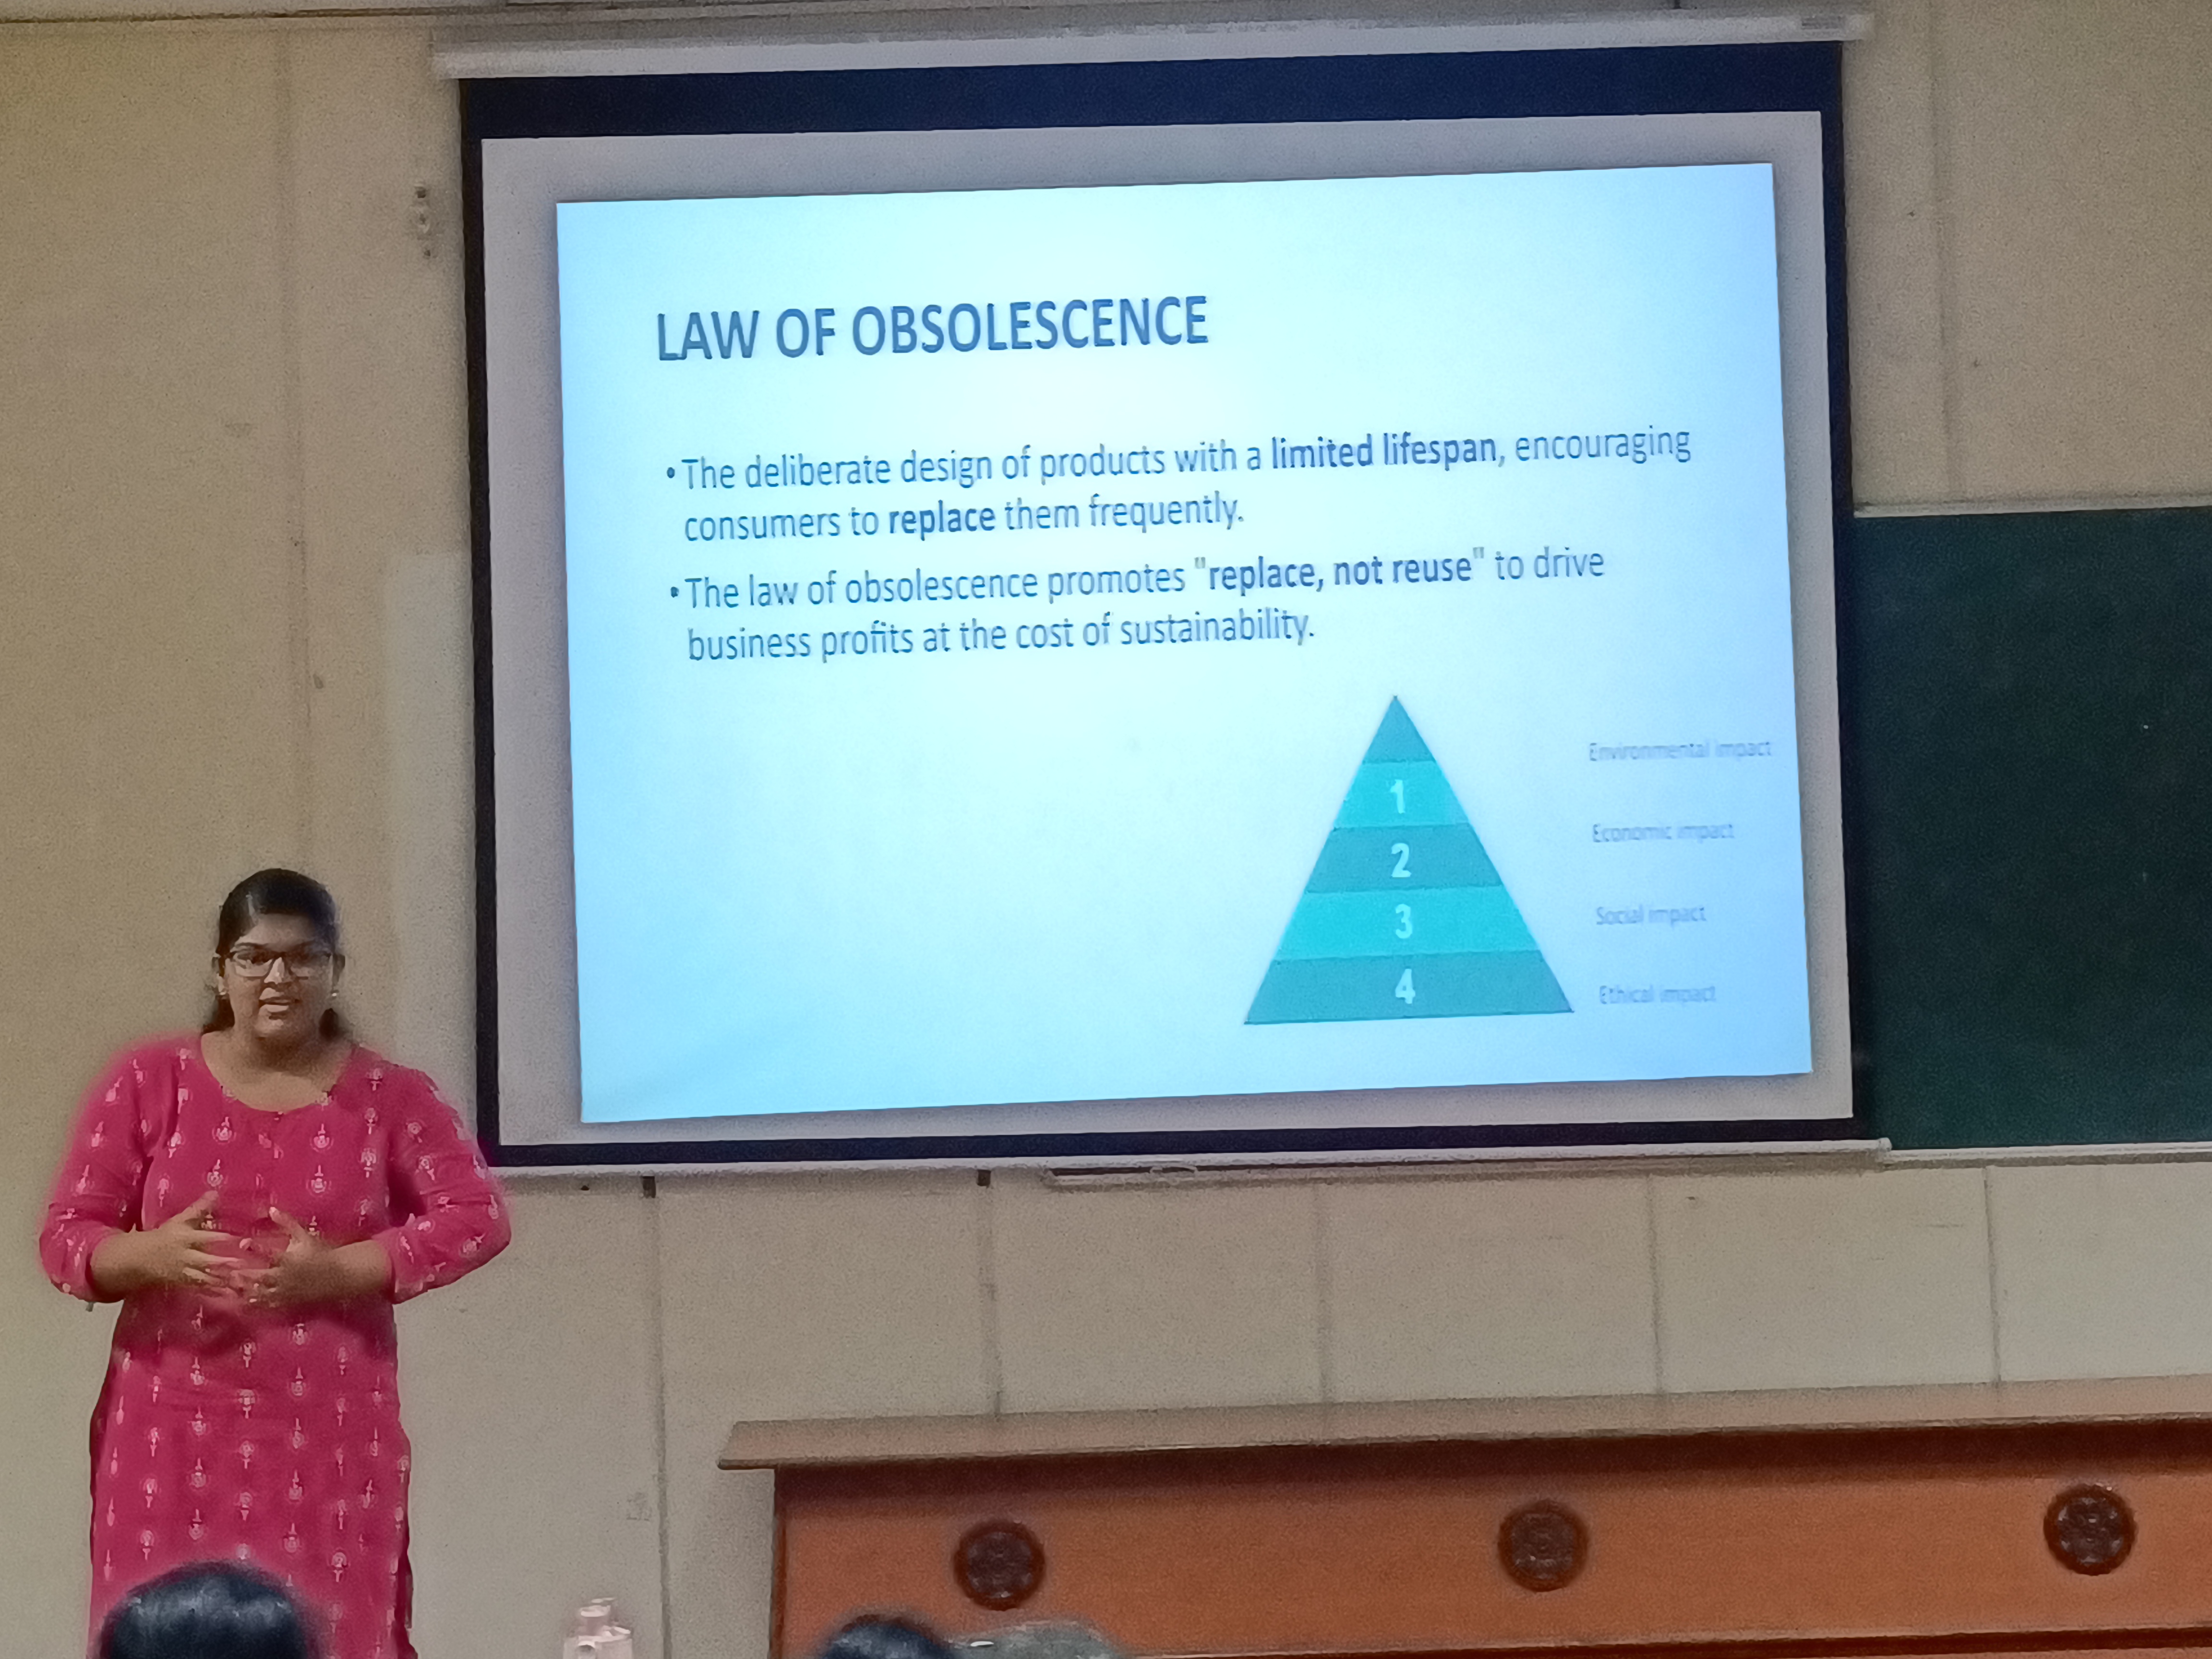 LAW OF OBSOLESCENCE
•The deliberate design of products with a limited lifespan, encouraging
consumers to replace them frequently.
•The law of obsolescence promotes "replace, not reuse" to drive
business profits at the cost of sustainability.
Environmental impact
1
Economic impact
2
Social impact
3
Ethical impact
4